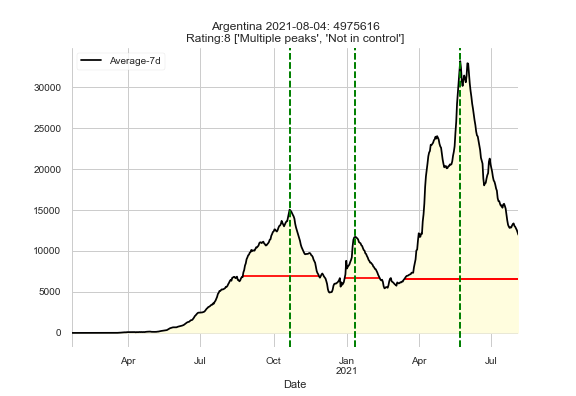 Argentina 2021-08-04: 4975616
Rating:8 ['Multiple peaks', 'Not in control']
Average-7d
30000
25000
20000
15000
10000
5000
0
Apr
Jul
Oct
Jan
2021
Apr
Jul
Date